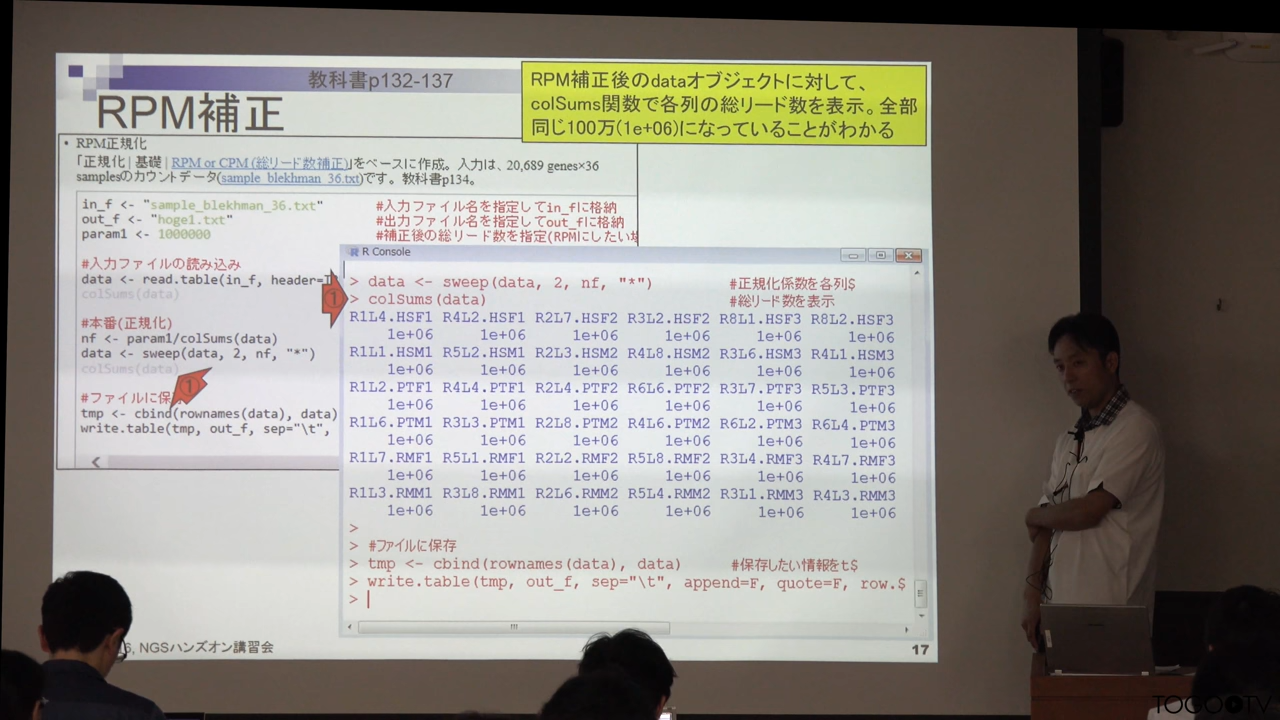 教科書p132-137
RPM補正
RPM補正後のdataオブジェクトに対して、
colSums関数で各列の総リード数を表示。全部
同じ100万(1e+06)になっていることがわかる
• RPM正規化
「正規化 | 基礎 | RPM or CPM (総リード数補正)」をベースに作成。入力は、20,689 genes×36
samplesのカウントデータ(sample_blekhman_36.txt)です。教科書p134。
in_f <- "sample_blekhman_36.txt" #入力ファイル名を指定してin_fに格納
out_f <- "hoge1.txt" #出力ファイル名を指定してout_fに格納
param1 <- 1000000 #補正後の総リード数を指定(RPMにしたい
#入力ファイルの読み込み
data <- read.table(in_f, header=
colSums(data)
#本番(正規化)
nf <- param1/colSums(data)
data <- sweep(data, 2, nf, "*")
colSums(data)
①
#ファイルに保
tmp <- cbind(rownames(data), data)
write.table(tmp, out_f, sep="\t",
R Console
> data <- sweep(data, 2, nf, "*") #正規化係数を各列$
①
> colSums(data) #総リード数を表示
R1L4.HSF1 R4L2.HSF1 R2L7.HSF2 R3L2.HSF2 R8L1.HSF3 R8L2.HSF3
1e+06 1e+06 1e+06 1e+06 1e+06 1e+06
R1L1.HSM1 R5L2.HSM1 R2L3.HSM2 R4L8.HSM2 R3L6.HSM3 R4L1.HSM3
1e+06 1e+06 1e+06 1e+06 1e+06 1e+06
R1L2.PTF1 R4L4.PTF1 R2L4.PTF2 R6L6.PTF2 R3L7.PTF3 R5L3.PTF3
1e+06 1e+06 1e+06 1e+06 1e+06 1e+06
R1L6.PTM1 R3L3.PTM1 R2L8.PTM2 R4L6.PTM2 R6L2.PTM3 R6L4.PTM3
1e+06 1e+06 1e+06 1e+06 1e+06 1e+06
R1L7.RMF1 R5L1.RMF1 R2L2.RMF2 R5L8.RMF2 R3L4.RMF3 R4L7.RMF3
1e+06 1e+06 1e+06 1e+06 1e+06 1e+06
R1L3.RMM1 R3L8.RMM1 R2L6.RMM2 R5L4.RMM2 R3L1.RMM3 R4L3.RMM3
1e+06 1e+06 1e+06 1e+06 1e+06 1e+06
>
> #ファイルに保存
> tmp <- cbind(rownames(data), data) #保存したい情報をt$
> write.table(tmp, out_f, sep="\t", append=F, quote=F, row.$
>
6, NGSハンズオン講習会
17
TOGOTV